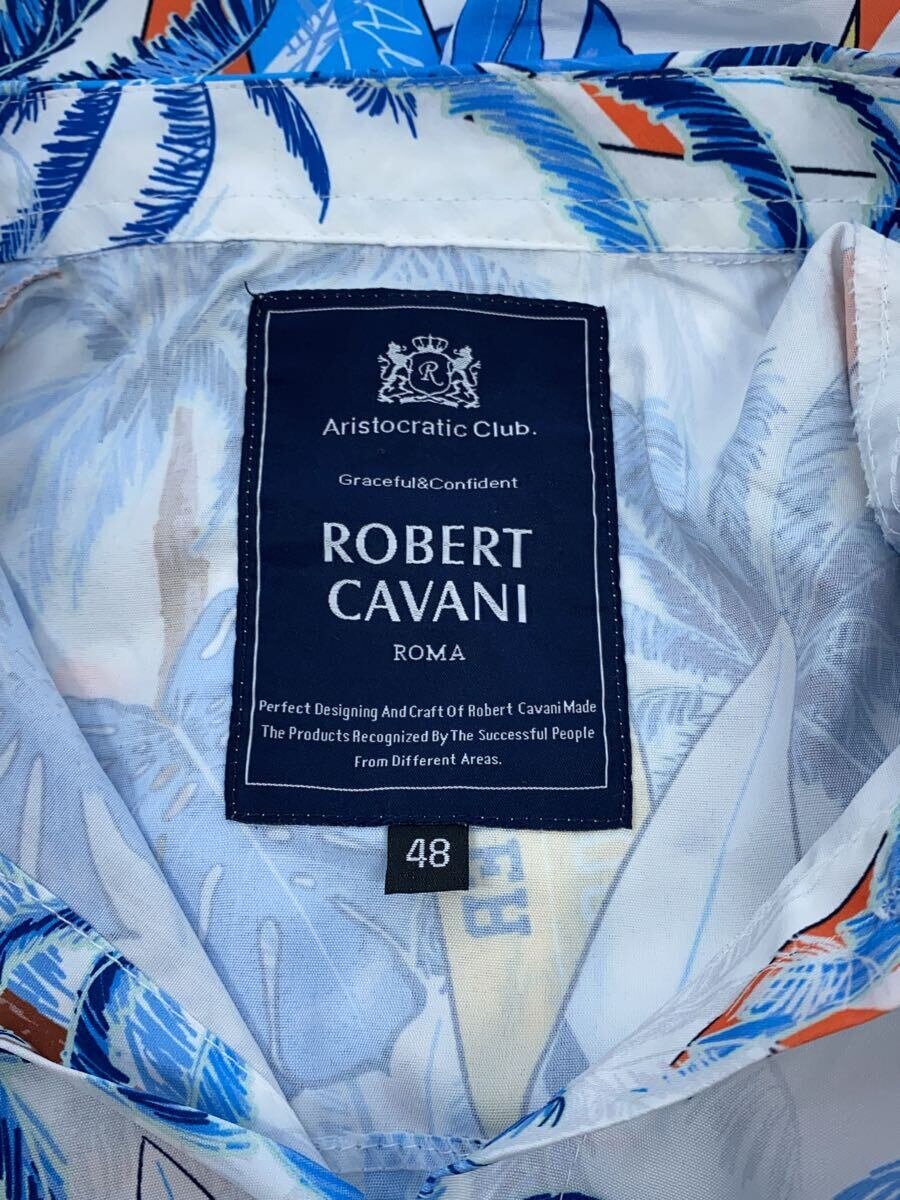 R
Aristocratic Club.
Graceful&Confident
ROBERT
CAVANI
ROMA
Perfect Designing And Craft Of Robert Cavani Made
The Products Recognized By The Successful People
From Different Areas.
48